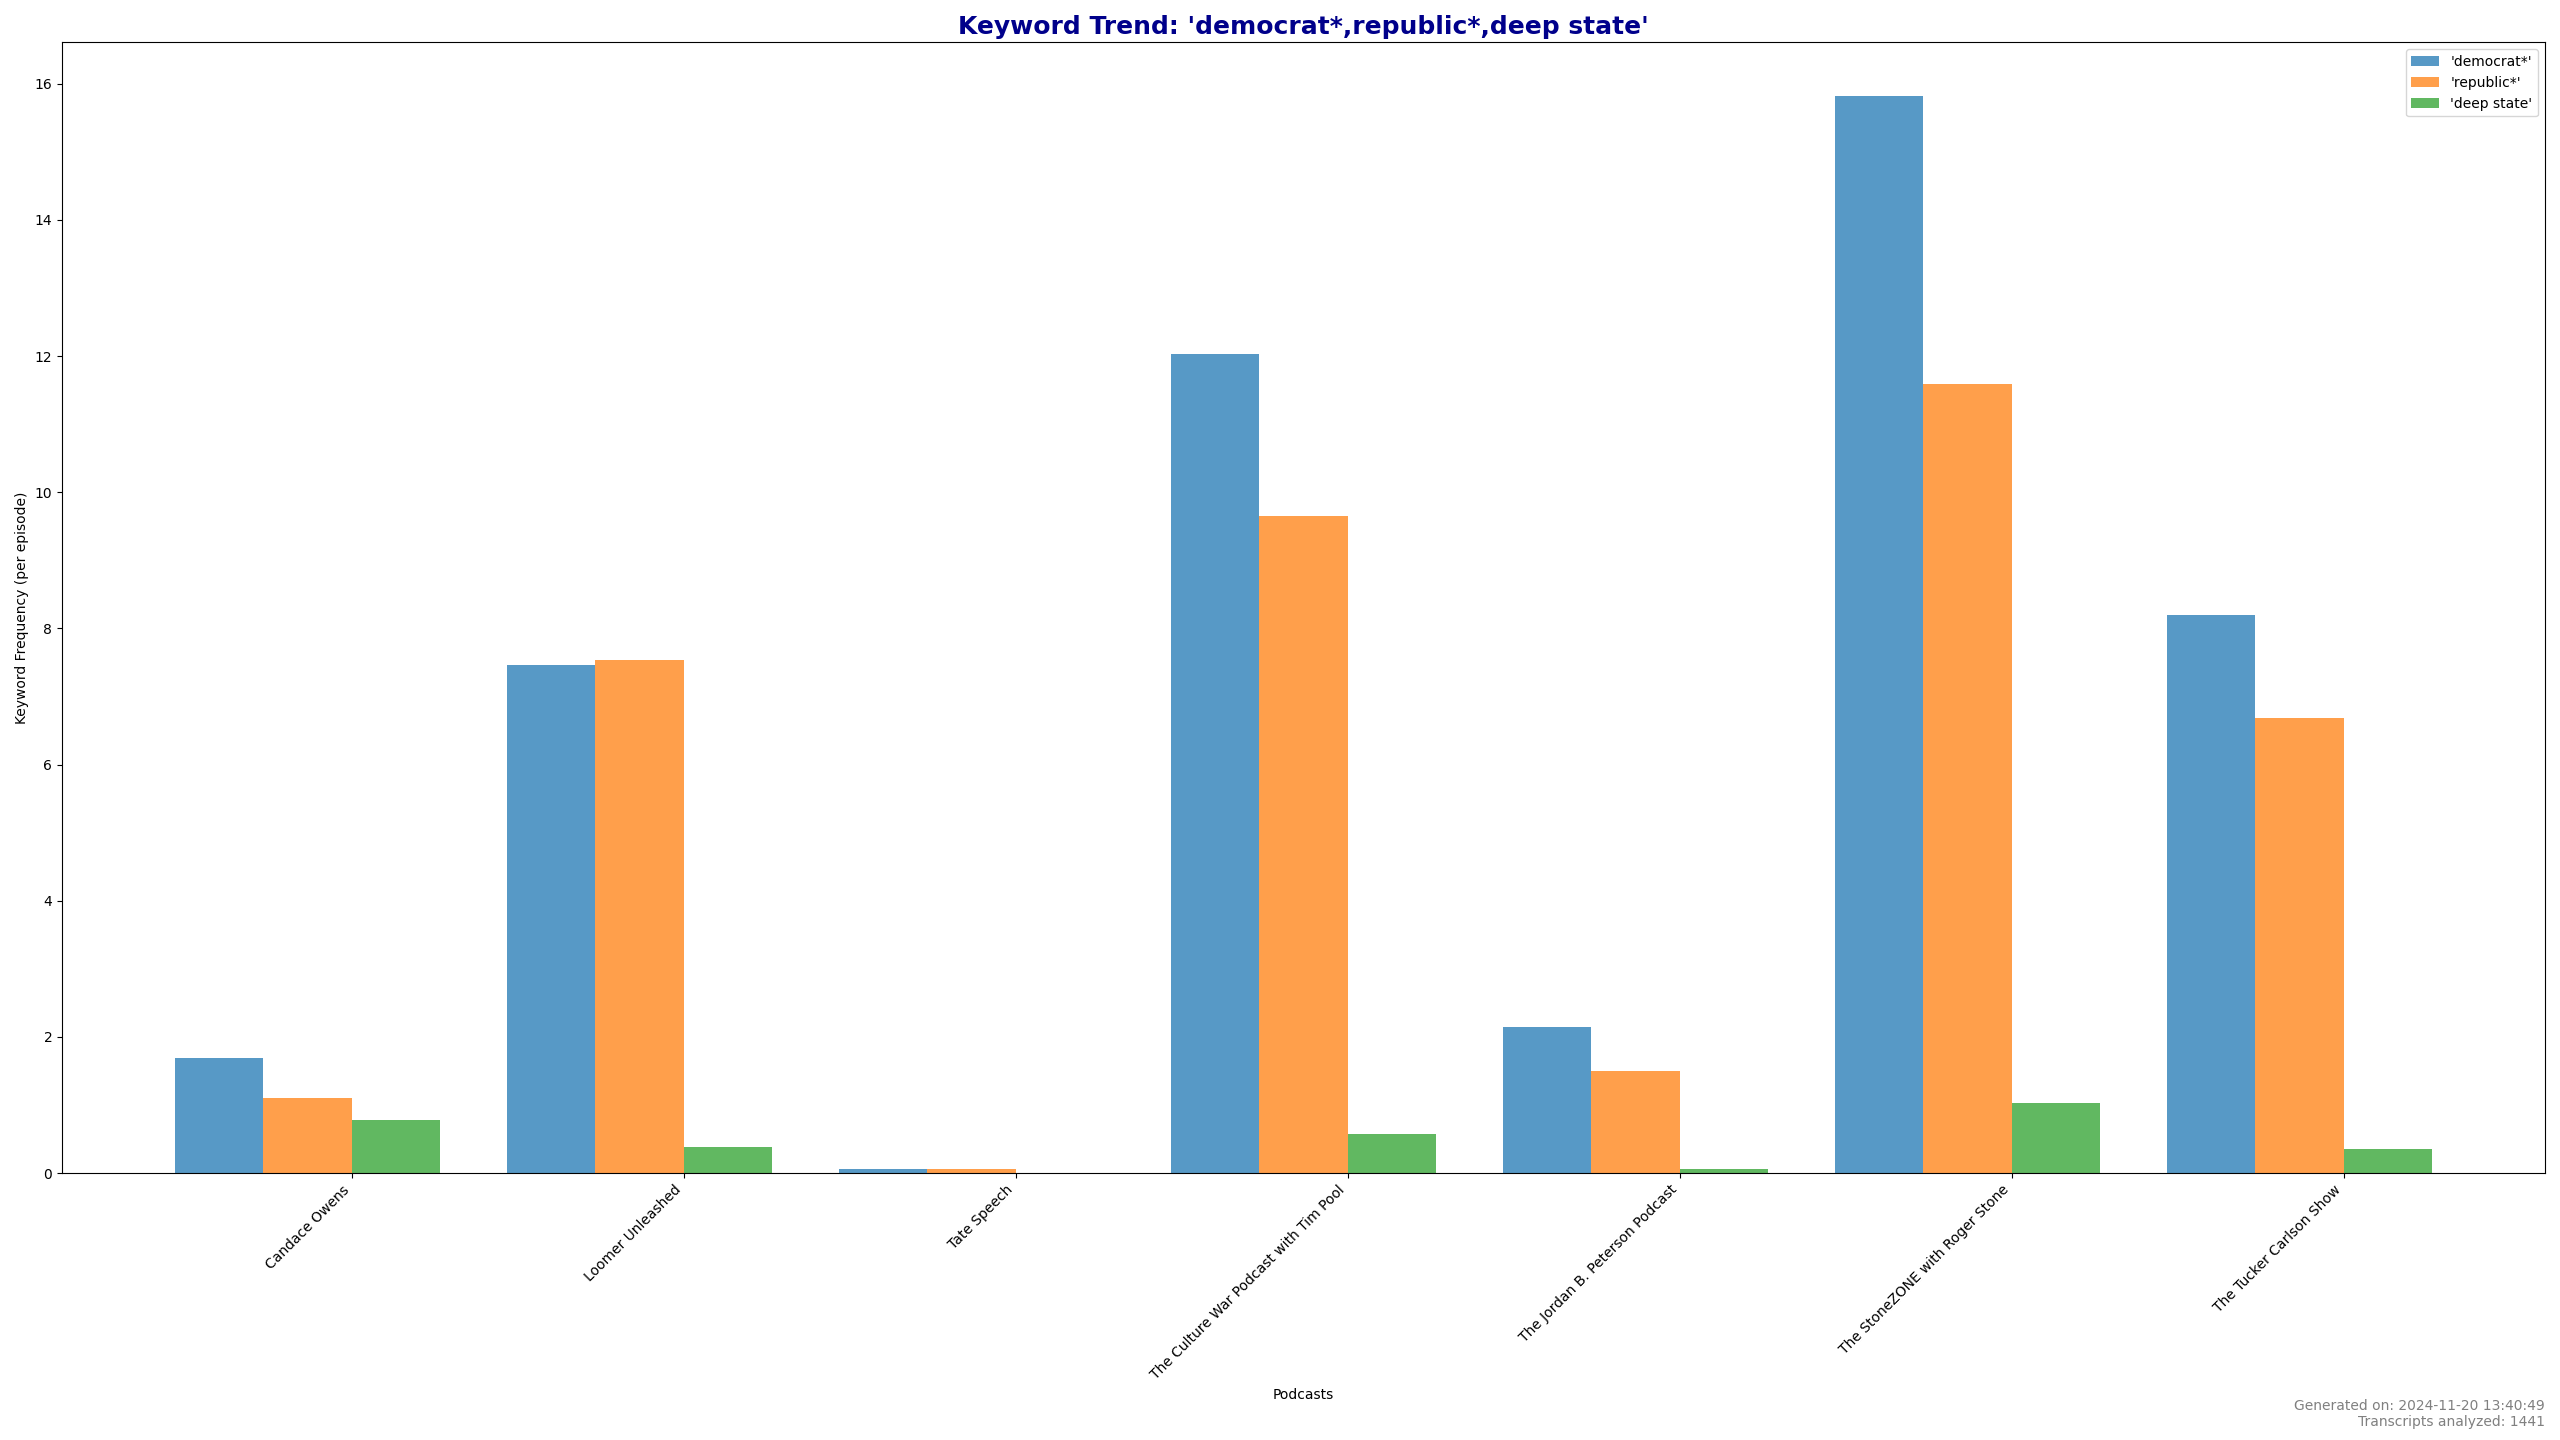 Keyword Trend: 'democrat*,republic*,deep state'
'democrat*'
'republic*'
'deep state'
Keyword Frequency (per episode)
16
14
12
10
8
6
4
2
0
Candace Owens
Loomer Unleashed
Tate Speech
The Culture War Podcast with Tim Pool
The Jordan B. Peterson Podcast
The StoneZONE with Roger Stone
The Tucker Carlson Show
Podcasts
Generated on: 2024-11-20 13:40:49
Transcripts analyzed: 1441